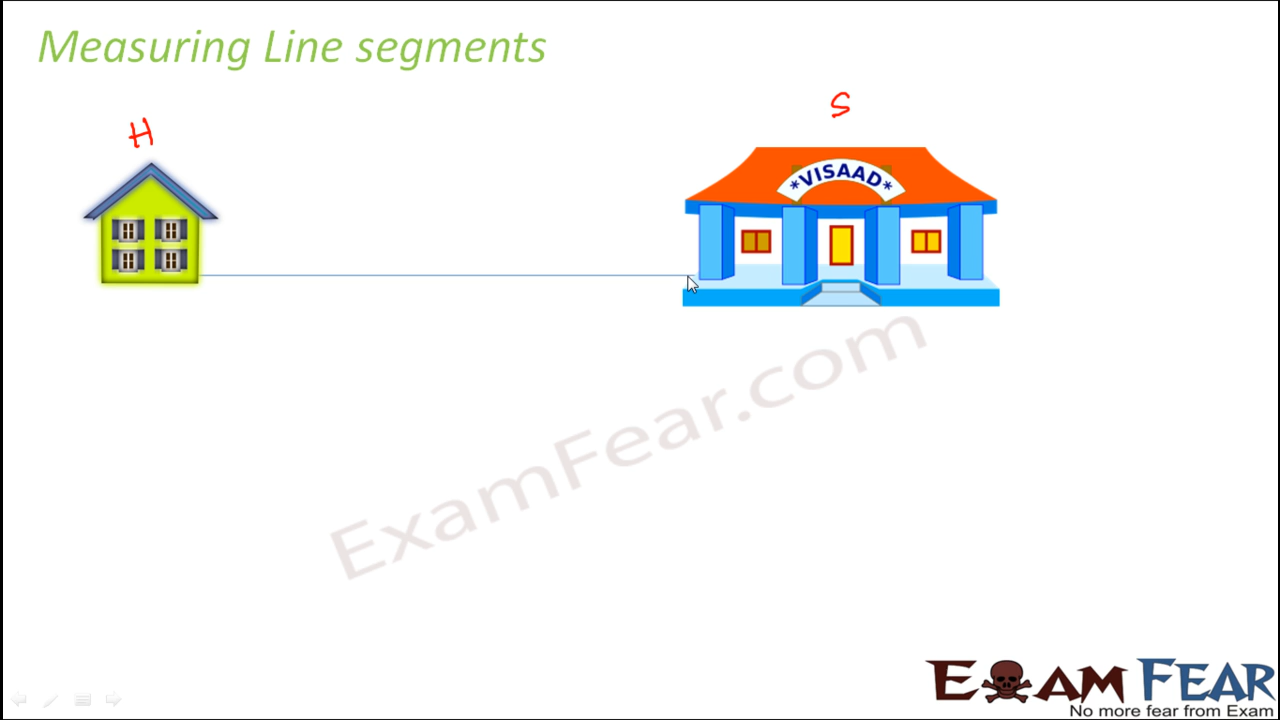 Measuring Line segments
H
S
*VISAAD*
ExamFear.com
EXAM FEAR
No more fear from Exam